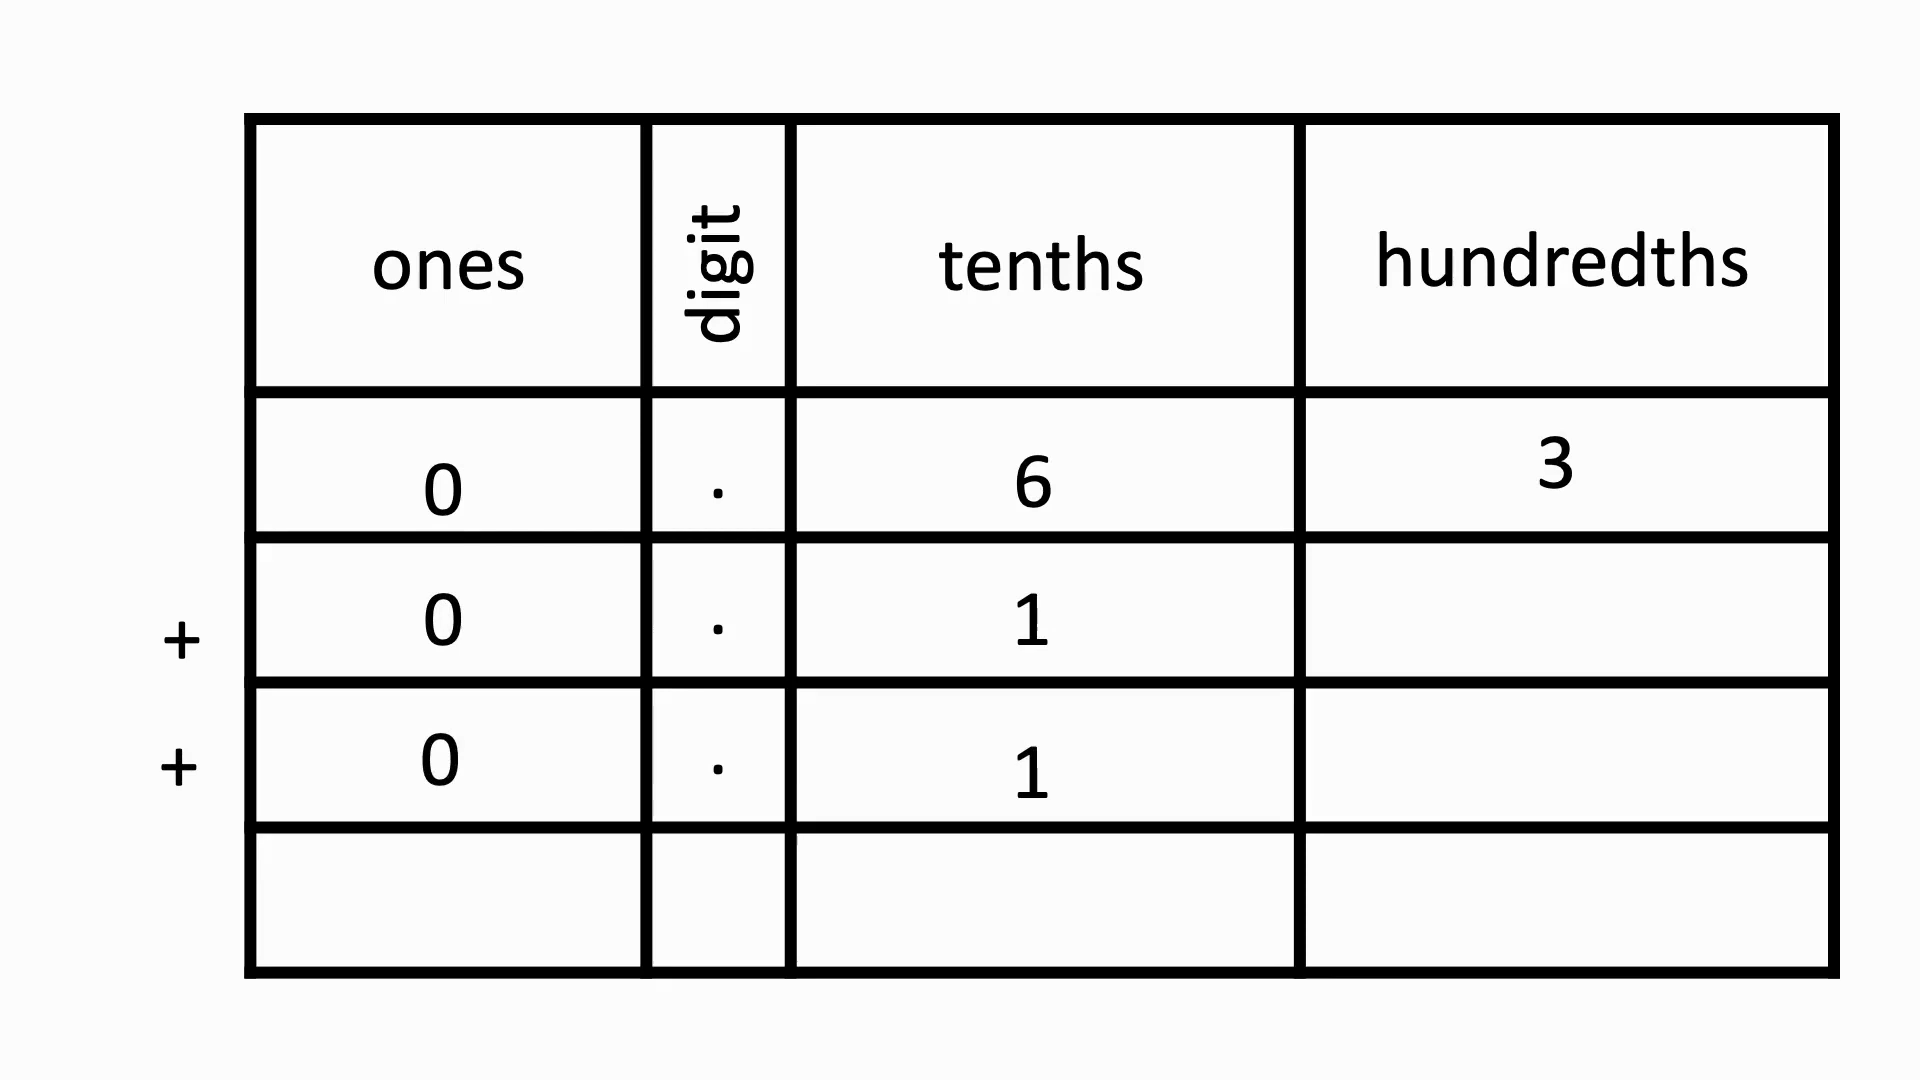 ones digit tenths hundredths
0 . 6 3
+ 0 . 1
+ 0 . 1